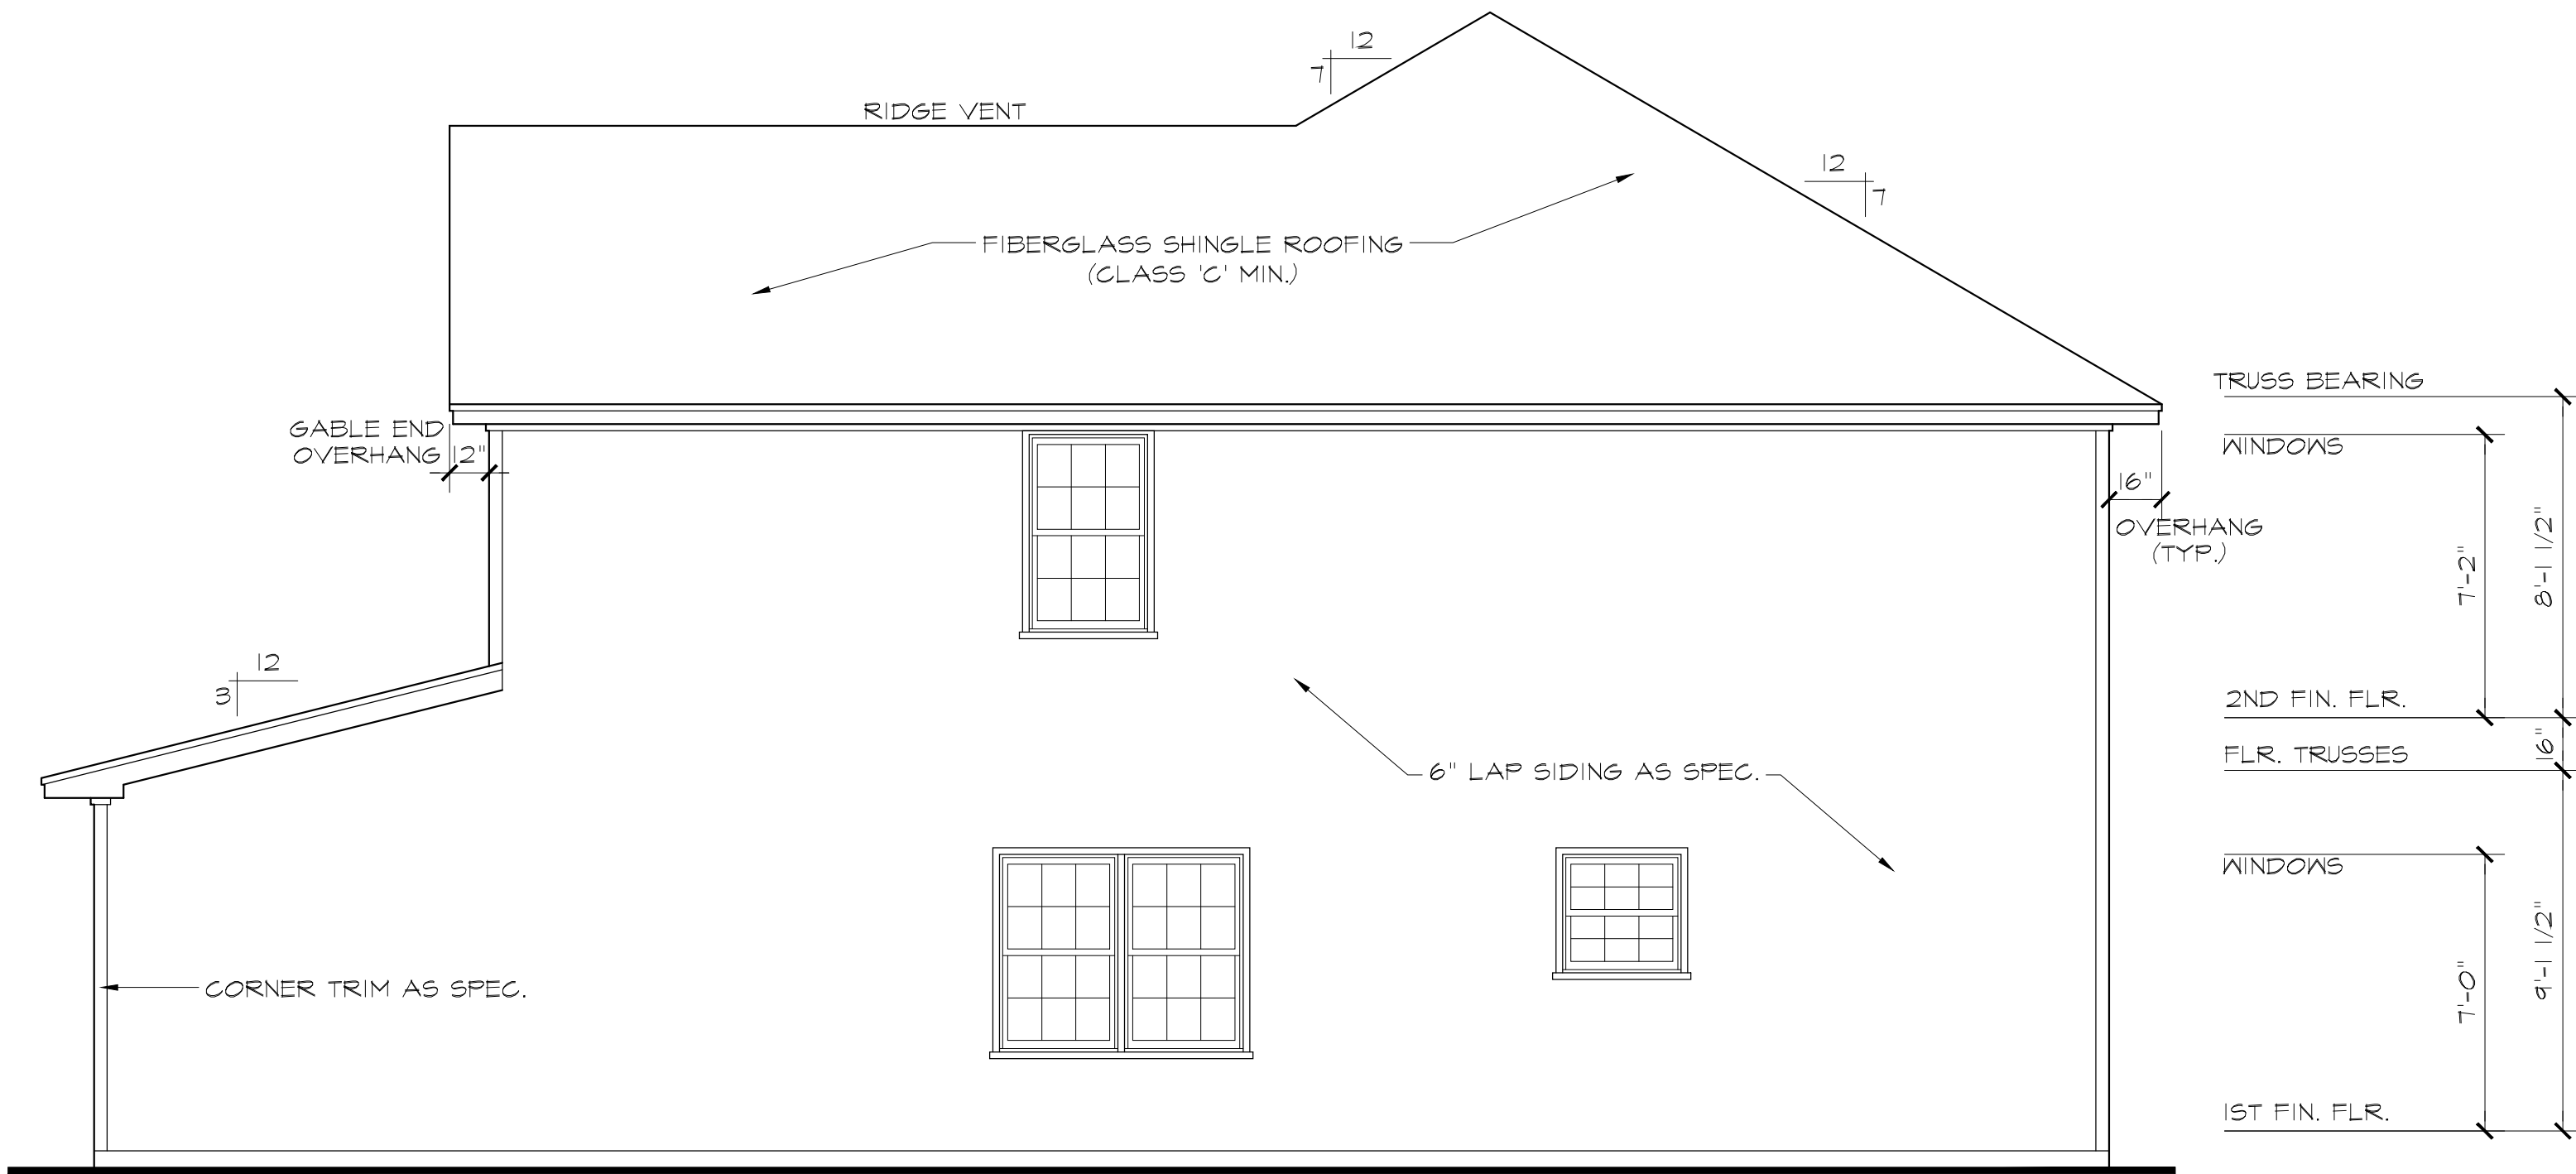 12
7
RIDGE VENT
12
7
FIBERGLASS SHINGLE ROOFING
(CLASS 'C' MIN.)
TRUSS BEARING
GABLE END
OVERHANG
12"
WINDOWS
16"
OVERHANG
(TYP.)
7'-2"
8'-1 1/2"
12
3
2ND FIN. FLR.
FLR. TRUSSES
16"
6" LAP SIDING AS SPEC.
WINDOWS
CORNER TRIM AS SPEC.
7'-0"
9'-1 1/2"
1ST FIN. FLR.